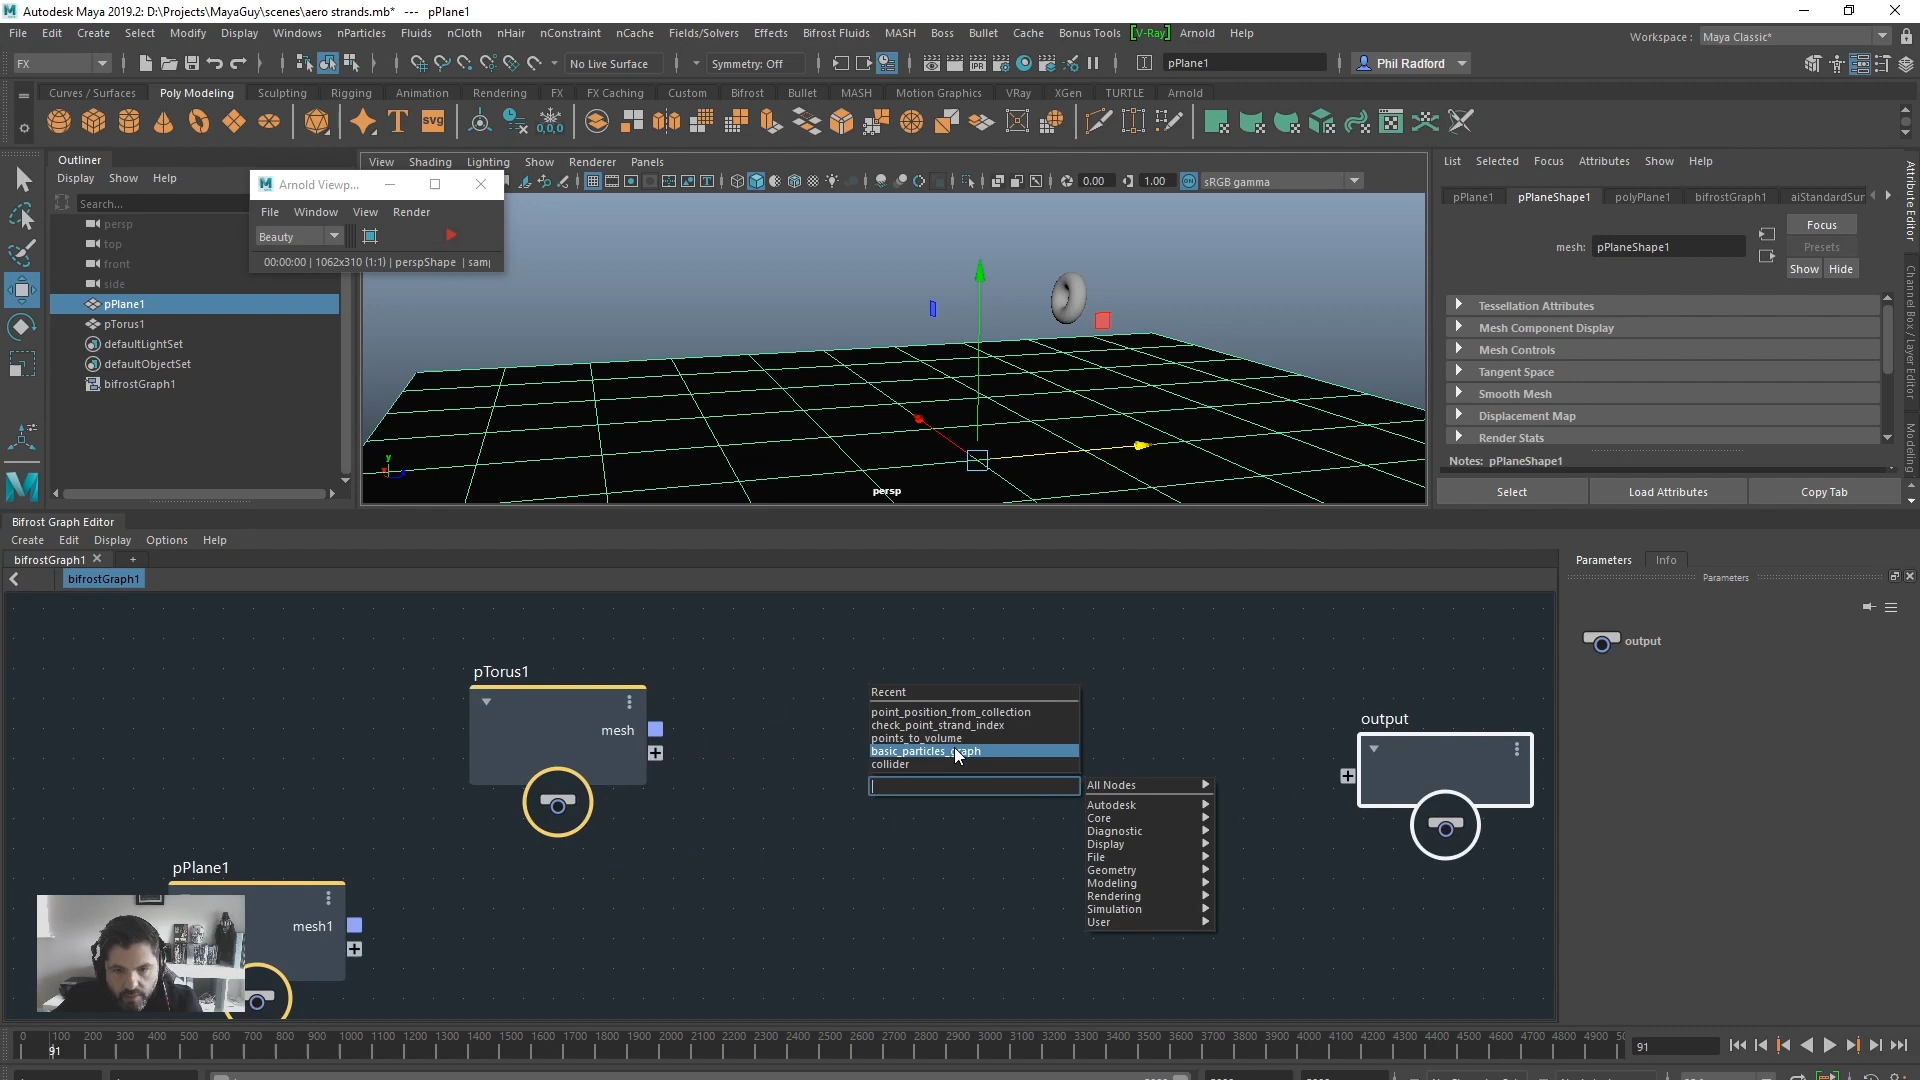 Autodesk Maya 2019.2: D:\Projects\MayaGuy\scenes\aero strands.mb* --- pPlane1
File Edit Create Select Modify Display Windows nParticles Fluids nCloth nHair nConstraint nCache Fields/Solvers Effects Bifrost Fluids MASH Boss Bullet Cache Bonus Tools [V-Ray] Arnold Help
Workspace : Maya Classic*
FX No Live Surface Symmetry: Off pPlane1 Phil Radford
Curves / Surfaces Poly Modeling Sculpting Rigging Animation Rendering FX FX Caching Custom Bifrost Bullet MASH Motion Graphics VRay XGen TURTLE Arnold
Outliner
Display Show Help
Search...
persp
top
front
side
pPlane1
pTorus1
defaultLightSet
defaultObjectSet
bifrostGraph1
Arnold Viewp...
File Window View Render
Beauty
00:00:00 | 1062x310 (1:1) | perspShape | sam
View Shading Lighting Show Renderer Panels
0.00 1.00 ON sRGB gamma
y
persp
List Selected Focus Attributes Show Help
pPlane1 pPlaneShape1 polyPlane1 bifrostGraph1 aiStandardSur
mesh: pPlaneShape1
Focus
Presets
Show Hide
Tessellation Attributes
Mesh Component Display
Mesh Controls
Tangent Space
Smooth Mesh
Displacement Map
Render Stats
Notes: pPlaneShape1
Select Load Attributes Copy Tab
Attribute Editor
Channel Box / Layer Editor
Modeling
Bifrost Graph Editor
Create Edit Display Options Help
bifrostGraph1
bifrostGraph1
pTorus1
mesh
pPlane1
mesh1
Recent
point_position_from_collection
check_point_strand_index
points_to_volume
basic_particles_graph
collider
All Nodes
Autodesk
Core
Diagnostic
Display
File
Geometry
Modeling
Rendering
Simulation
User
output
Parameters Info
Parameters
output
0 100 200 300 400 500 600 700 800 900 1000 1100 1200 1300 1400 1500 1600 1700 1800 1900 2000 2100 2200 2300 2400 2500 2600 2700 2800 2900 3000 3100 3200 3300 3400 3500 3600 3700 3800 3900 4000 4100 4200 4300 4400 4500 4600 4700 4800 4900
91
91